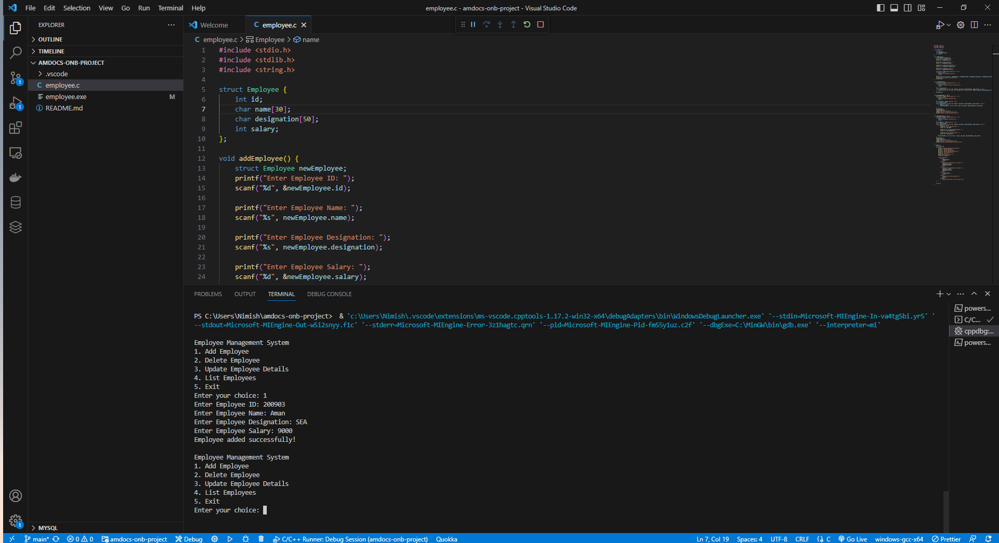 File Edit Selection View Go Run Terminal Help
employee.c - amdocs-onb-project - Visual Studio Code
EXPLORER
OUTLINE
TIMELINE
AMDOCS-ONB-PROJECT
.vscode
C employee.c
employee.exe M
README.md
MYSQL
1
1
1
Welcome
C employee.c
C employee.c > Employee > name
1 #include <stdio.h>
2 #include <stdlib.h>
3 #include <string.h>
4
5 struct Employee {
6 int id;
7 char name[30];
8 char designation[50];
9 int salary;
10 };
11
12 void addEmployee() {
13 struct Employee newEmployee;
14 printf("Enter Employee ID: ");
15 scanf("%d", &newEmployee.id);
16
17 printf("Enter Employee Name: ");
18 scanf("%s", newEmployee.name);
19
20 printf("Enter Employee Designation: ");
21 scanf("%s", newEmployee.designation);
22
23 printf("Enter Employee Salary: ");
24 scanf("%d", &newEmployee.salary);
PROBLEMS OUTPUT TERMINAL DEBUG CONSOLE
PS C:\Users\Nimish\amdocs-onb-project> & 'c:\Users\Nimish\.vscode\extensions\ms-vscode.cpptools-1.17.2-win32-x64\debugAdapters\bin\WindowsDebugLauncher.exe' '--stdin=Microsoft-MIEngine-In-va4tg5bi.yr5' '
--stdout=Microsoft-MIEngine-Out-w5i2snyy.f1c' '--stderr=Microsoft-MIEngine-Error-3z1hagtc.qrn' '--pid=Microsoft-MIEngine-Pid-fm55y1uz.c2f' '--dbgExe=C:\MinGW\bin\gdb.exe' '--interpreter=mi'
Employee Management System
1. Add Employee
2. Delete Employee
3. Update Employee Details
4. List Employees
5. Exit
Enter your choice: 1
Enter Employee ID: 200903
Enter Employee Name: Aman
Enter Employee Designation: SEA
Enter Employee Salary: 9000
Employee added successfully!
Employee Management System
1. Add Employee
2. Delete Employee
3. Update Employee Details
4. List Employees
5. Exit
Enter your choice:
powers...
C/C...
cppdbg:...
powers...
main* 0 0 amdocs-onb-project Debug C/C++ Runner: Debug Session (amdocs-onb-project) Quokka Ln 7, Col 19 Spaces: 4 UTF-8 CRLF {} C Go Live windows-gcc-x64 Prettier